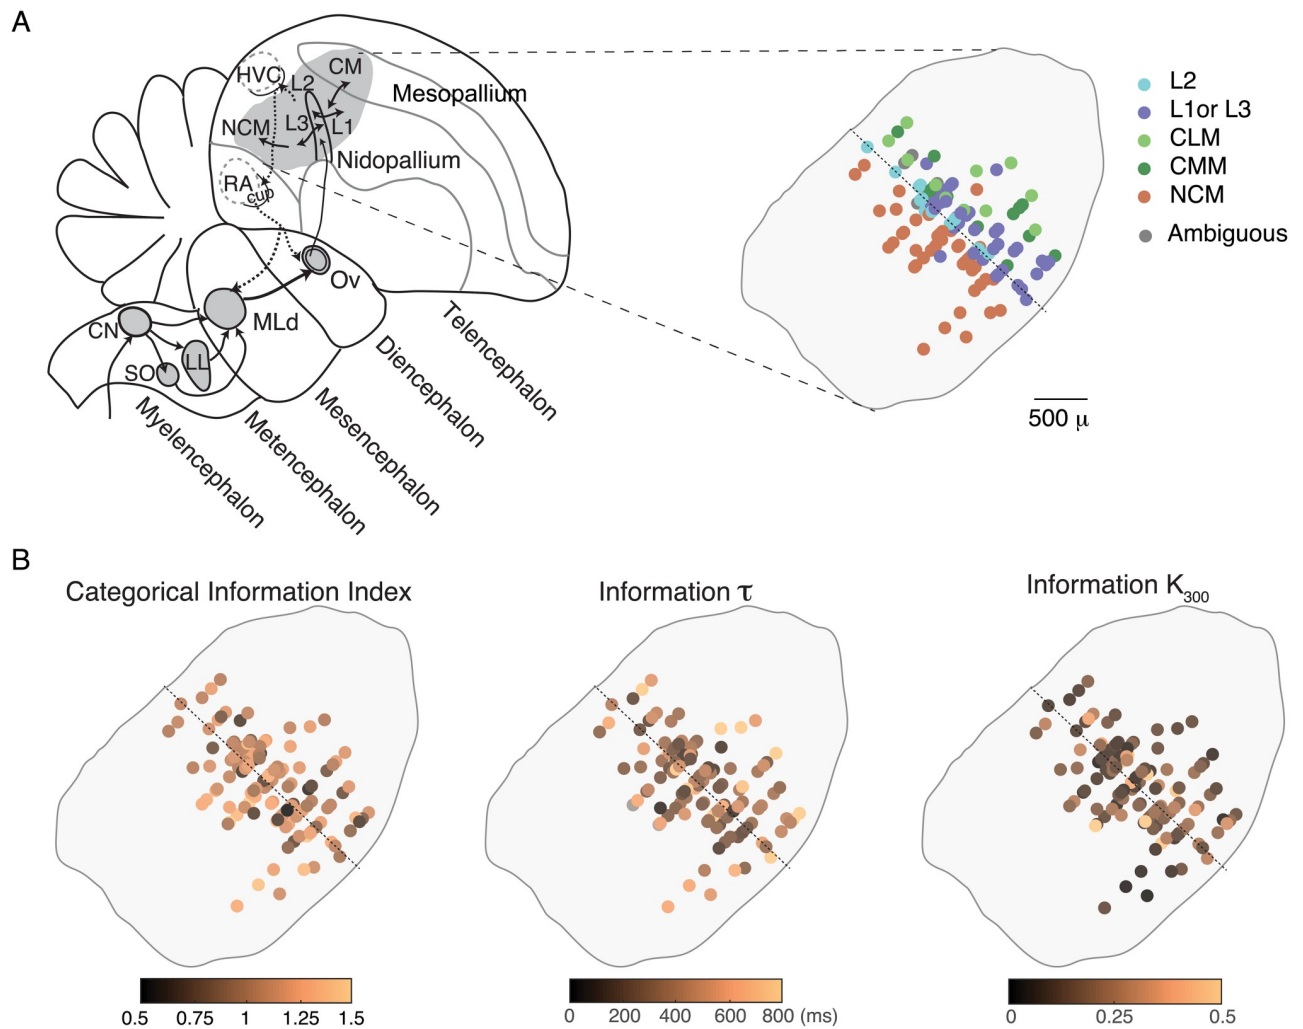 A
HVC
L2
CM
Mesopallium
NCM
L3
L1
Nidopallium
RA
cup
Ov
MLd
CN
LL
SO
Telencephalon
Diencephalon
Mesencephalon
Metencephalon
Myelencephalon
L2
L1or L3
CLM
CMM
NCM
Ambiguous
500 μ
B
Categorical Information Index
0.5 0.75 1 1.25 1.5
Information τ
0 200 400 600 800 (ms)
Information K300
0 0.25 0.5